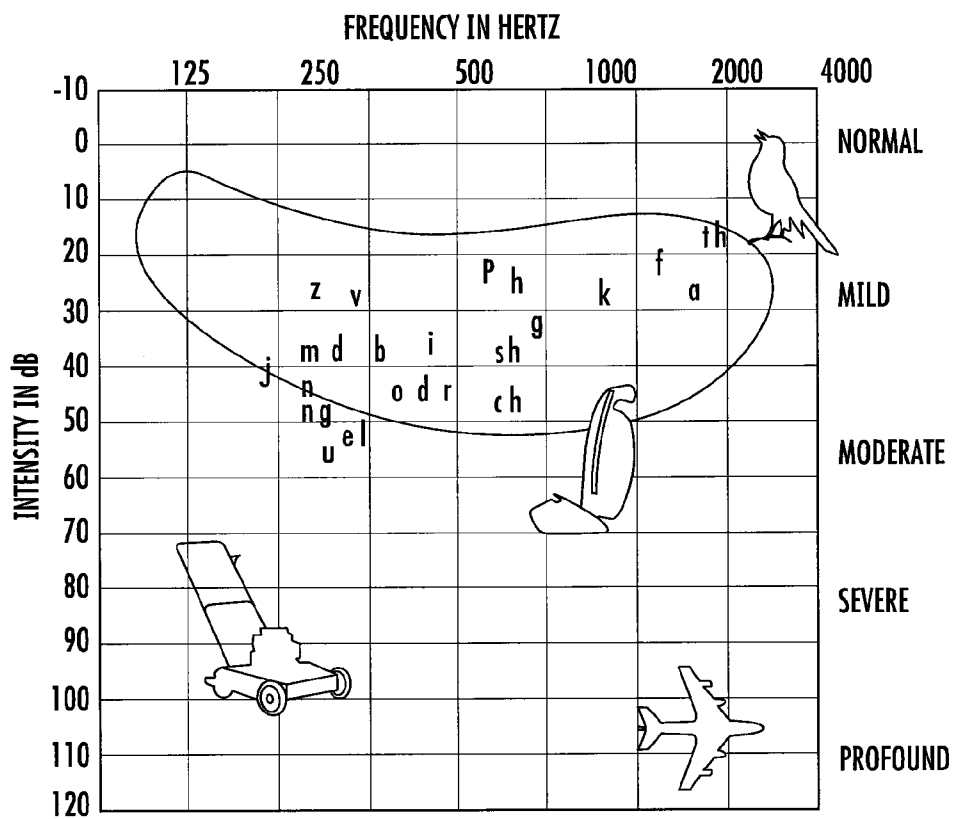 FREQUENCY IN HERTZ
125 250 500 1000 2000 4000
-10
0 NORMAL
10
th
20
f
P h
z v k a
MILD
30
g
m d b i sh
40
j
n o d r
ng ch
50
e l
u MODERATE
60
70
80 SEVERE
90
100
110 PROFOUND
120
INTENSITY IN dB